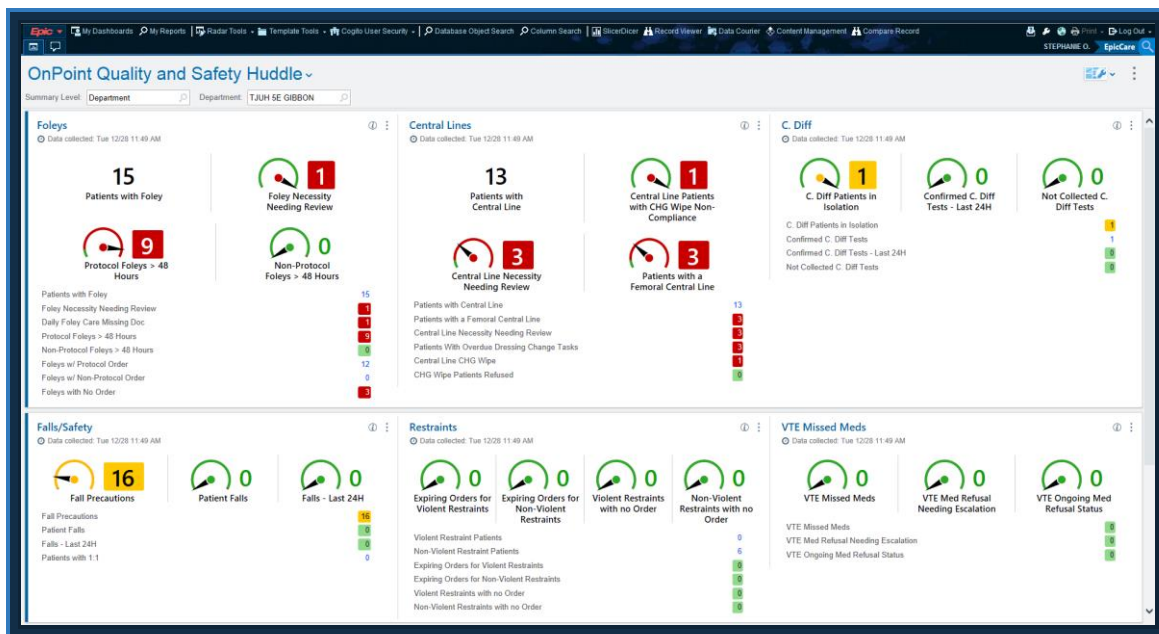 Epic My Dashboards My Reports Radar Tools Template Tools Cogito User Security Database Object Search Column Search SlicerDicer Record Viewer Data Courier Content Management Compare Record Print Log Out
STEPHANIE O. EpicCare
OnPoint Quality and Safety Huddle
Summary Level: Department Department: TJUH 5E GIBBON
Foleys
Data collected: Tue 12/28 11:49 AM
15
Patients with Foley
1
Foley Necessity
Needing Review
9
Protocol Foleys > 48
Hours
0
Non-Protocol
Foleys > 48 Hours
Patients with Foley 15
Foley Necessity Needing Review 1
Daily Foley Care Missing Doc 1
Protocol Foleys > 48 Hours 9
Non-Protocol Foleys > 48 Hours 0
Foleys w/ Protocol Order 12
Foleys w/ Non-Protocol Order 0
Foleys with No Order 3
Central Lines
Data collected: Tue 12/28 11:49 AM
13
Patients with
Central Line
1
Central Line Patients
with CHG Wipe Non-
Compliance
3
Central Line Necessity
Needing Review
3
Patients with a
Femoral Central Line
Patients with Central Line 13
Patients with a Femoral Central Line 3
Central Line Necessity Needing Review 3
Patients With Overdue Dressing Change Tasks 3
Central Line CHG Wipe 1
CHG Wipe Patients Refused 0
C. Diff
Data collected: Tue 12/28 11:49 AM
1
C. Diff Patients in
Isolation
0
Confirmed C. Diff
Tests - Last 24H
0
Not Collected C.
Diff Tests
C. Diff Patients in Isolation 1
Confirmed C. Diff Tests 1
Confirmed C. Diff Tests - Last 24H 0
Not Collected C. Diff Tests 0
Falls/Safety
Data collected: Tue 12/28 11:49 AM
16
Fall Precautions
0
Patient Falls
0
Falls - Last 24H
Fall Precautions 16
Patient Falls 0
Falls - Last 24H 0
Patients with 1:1 0
Restraints
Data collected: Tue 12/28 11:49 AM
0
Expiring Orders for
Violent Restraints
0
Expiring Orders for
Non-Violent
Restraints
0
Violent Restraints
with no Order
0
Non-Violent
Restraints with no
Order
Violent Restraint Patients 0
Non-Violent Restraint Patients 6
Expiring Orders for Violent Restraints 0
Expiring Orders for Non-Violent Restraints 0
Violent Restraints with no Order 0
Non-Violent Restraints with no Order 0
VTE Missed Meds
Data collected: Tue 12/28 11:49 AM
0
VTE Missed Meds
0
VTE Med Refusal
Needing Escalation
0
VTE Ongoing Med
Refusal Status
VTE Missed Meds 0
VTE Med Refusal Needing Escalation 0
VTE Ongoing Med Refusal Status 0